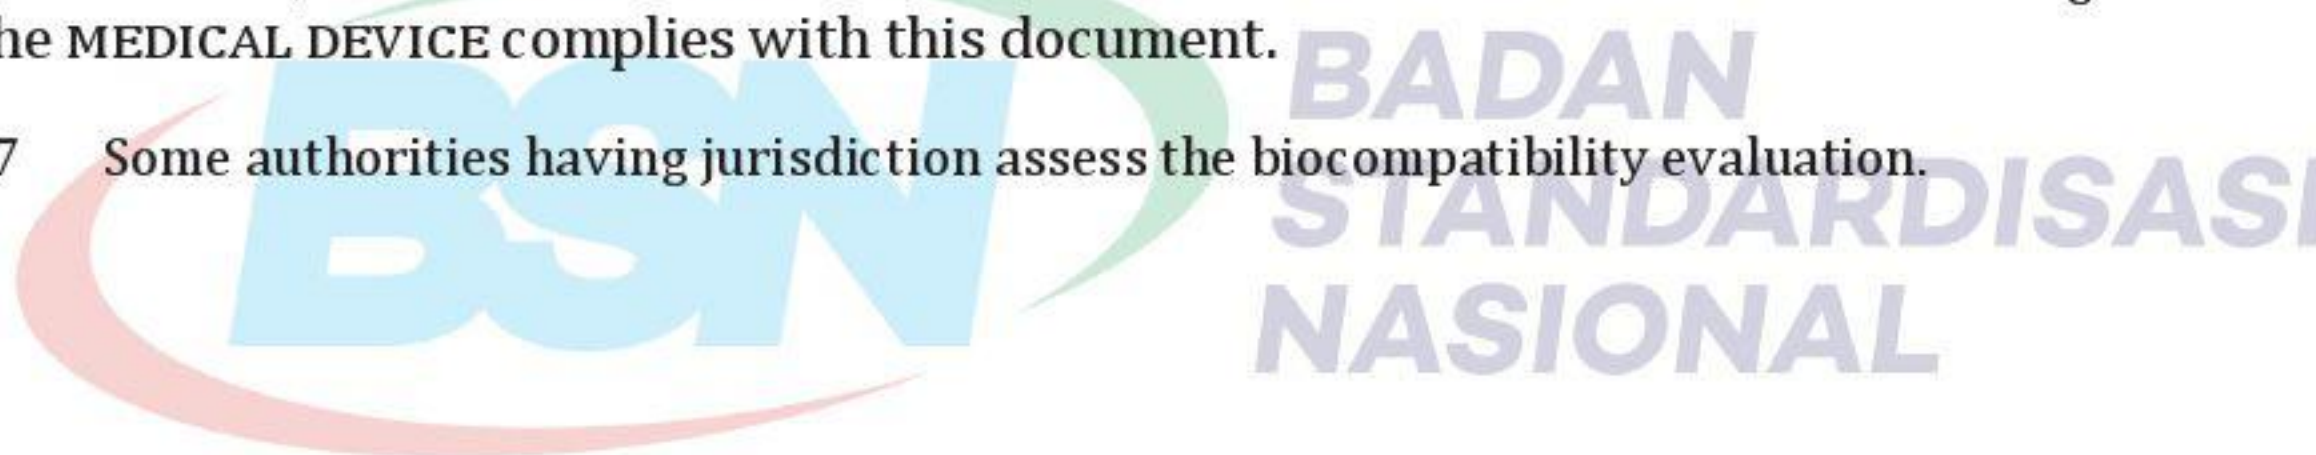 he MEDICAL DEVICE complies with this document.
7 Some authorities having jurisdiction assess the biocompatibility evaluation.
BSN
BADAN
STANDARDISASI
NASIONAL